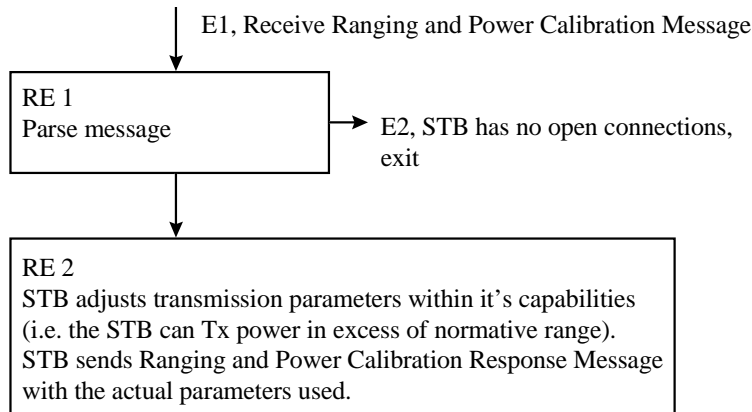 E1, Receive Ranging and Power Calibration Message
RE 1
Parse message
E2, STB has no open connections,
exit
RE 2
STB adjusts transmission parameters within it’s capabilities
(i.e. the STB can Tx power in excess of normative range).
STB sends Ranging and Power Calibration Response Message
with the actual parameters used.